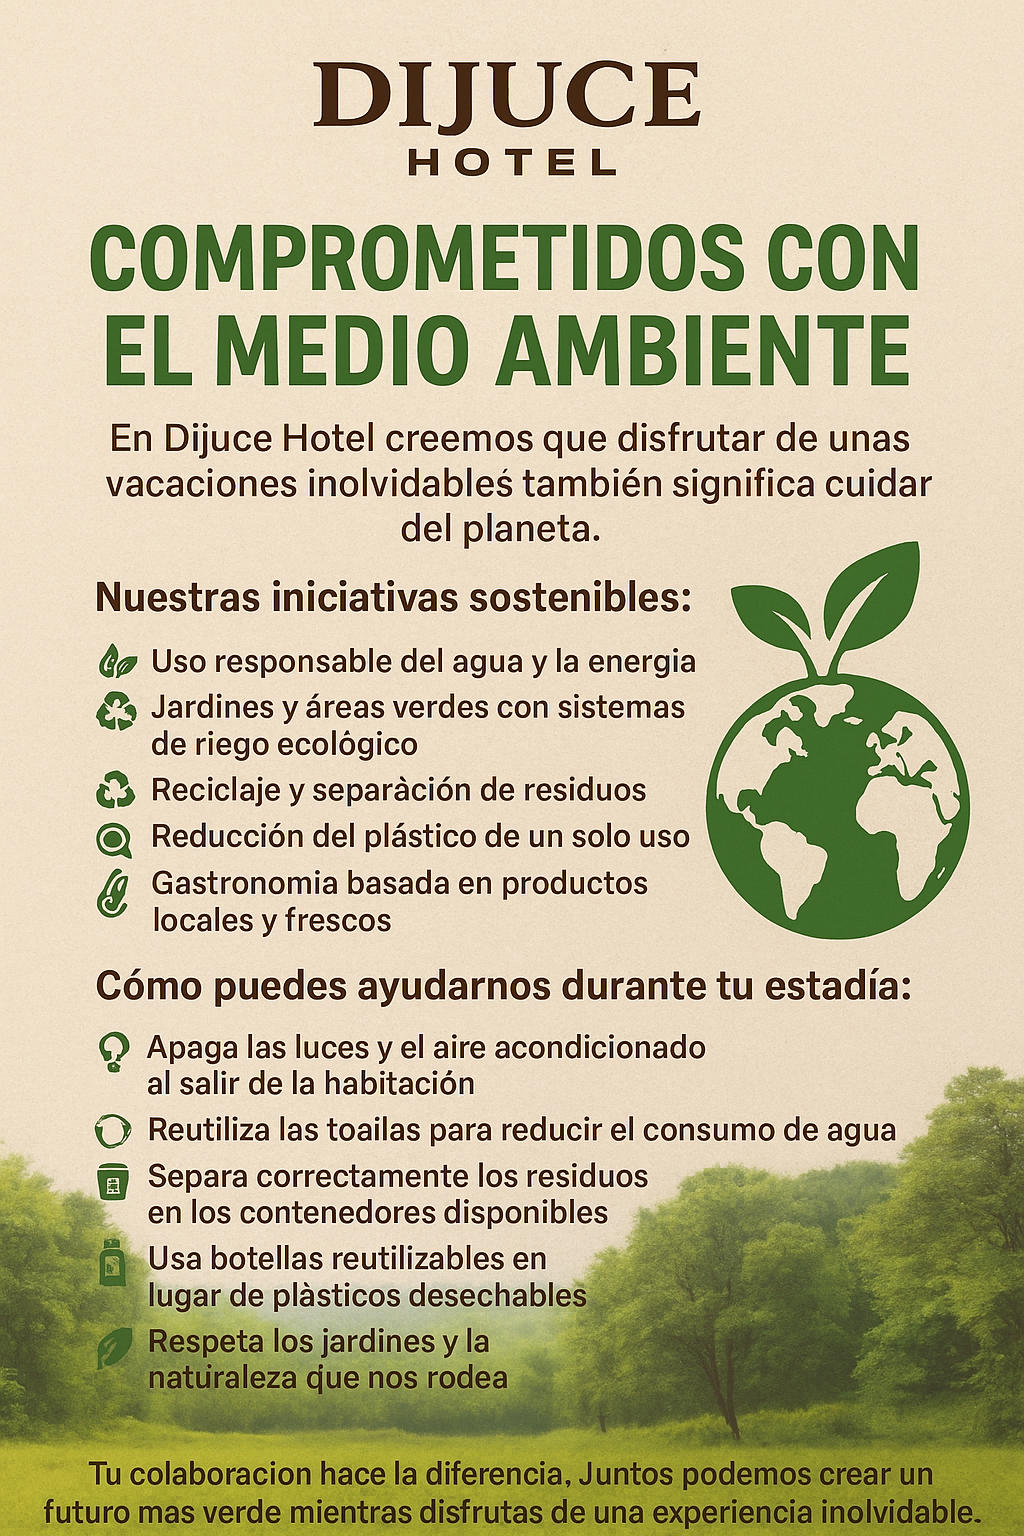 DIJUCE
HOTEL
COMPROMETIDOS CON
EL MEDIO AMBIENTE
En Dijuce Hotel creemos que disfrutar de unas
vacaciones inolvidableś también significa cuidar
del planeta.
Nuestras iniciativas sostenibles:
Uso responsable del agua y la energia
Jardines y áreas verdes con sistemas
de riego ecológico
Reciclaje y separàción de residuos
Reducción del plástico de un solo uso
Gastronomia basada en productos
locales y frescos
Cómo puedes ayudarnos durante tu estadía:
Apaga las luces y el aire acondicionado
al salir de la habitación
Reutiliza las toailas para reducir el consumo de agua
Separa correctamente los residuos
en los contenedores disponibles
Usa botellas reutilizables en
lugar de plàsticos desechables
Respeta los jardines y la
naturaleza que nos rodea
Tu colaboracion hace la diferencia, Juntos podemos crear un
futuro mas verde mientras disfrutas de una experiencia inolvidable.